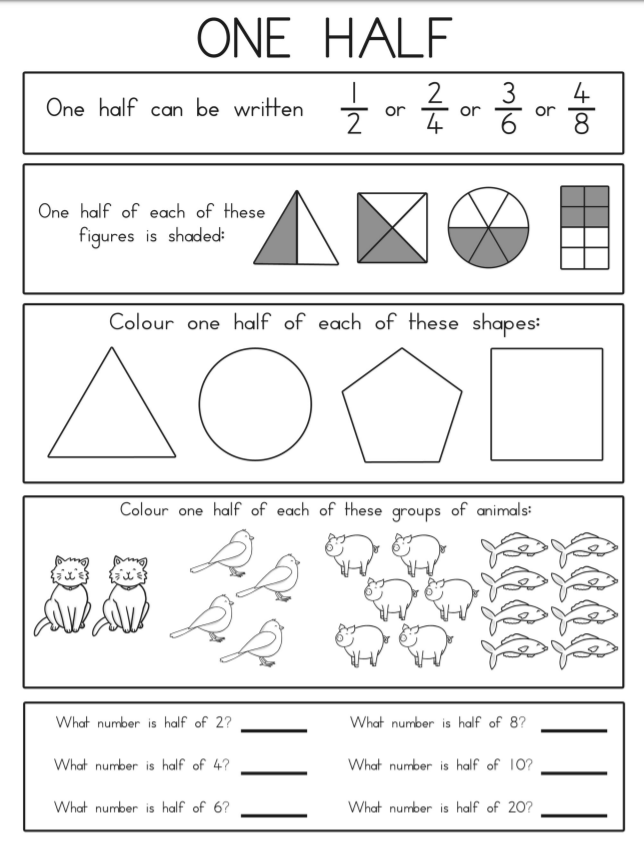 ONE HALF
One half can be written 1/2 or 2/4 or 3/6 or 4/8
One half of each of these
figures is shaded:
Colour one half of each of these shapes:
Colour one half of each of these groups of animals:
What number is half of 2? ______
What number is half of 8? ______
What number is half of 4? ______
What number is half of 10? ______
What number is half of 6? ______
What number is half of 20? ______